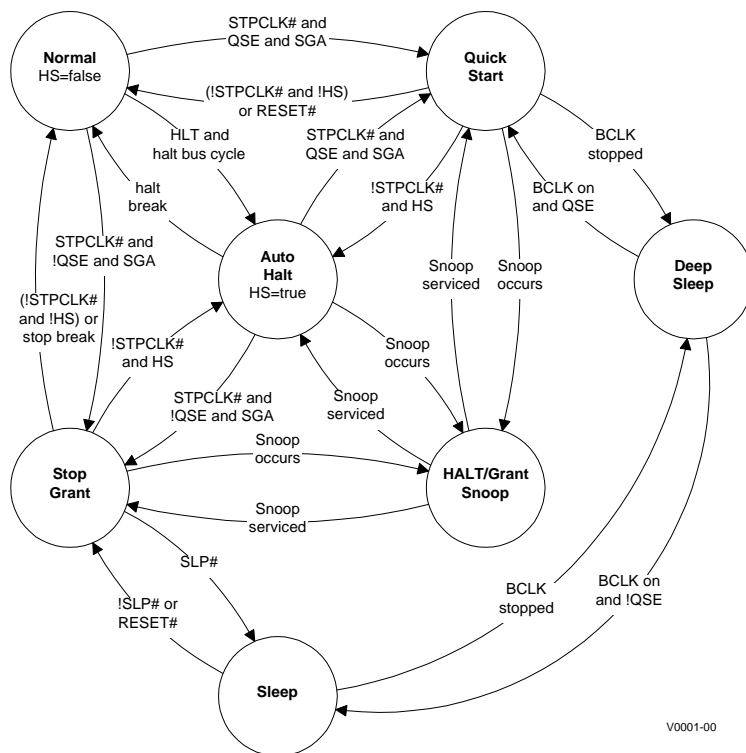 STPCLK# and
QSE and SGA
Normal
HS=false
Quick
Start
(!STPCLK# and !HS)
or RESET#
HLT and
halt bus cycle
STPCLK# and
QSE and SGA
BCLK
stopped
halt
break
!STPCLK#
and HS
BCLK on
and QSE
STPCLK# and
!QSE and SGA
Auto
Halt
HS=true
Snoop
serviced
Snoop
occurs
Deep
Sleep
(!STPCLK#
and !HS) or
stop break
!STPCLK#
and HS
Snoop
occurs
STPCLK# and
!QSE and SGA
Snoop
serviced
Stop
Grant
Snoop
occurs
HALT/Grant
Snoop
Snoop
serviced
SLP#
BCLK
stopped
BCLK on
and !QSE
!SLP# or
RESET#
Sleep
V0001-00